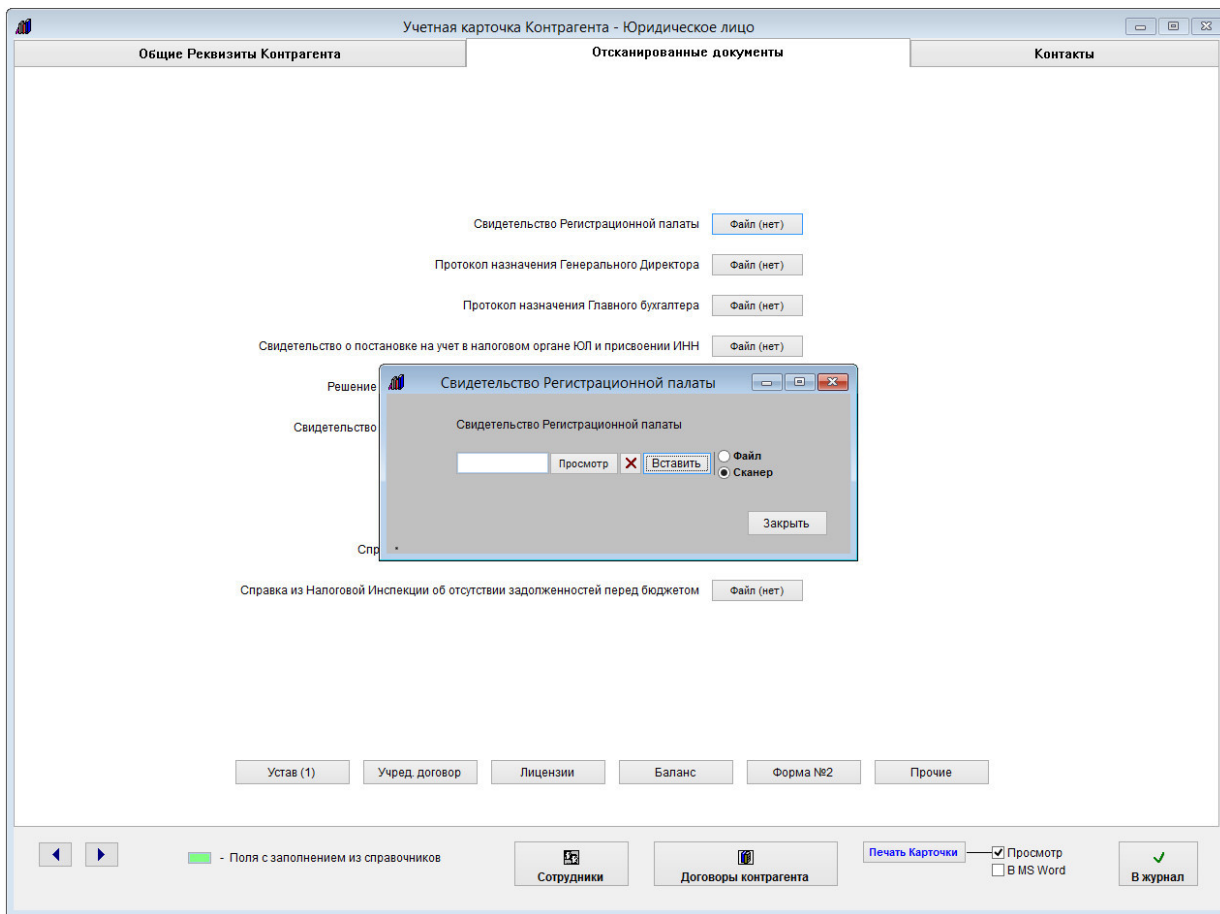 Учетная карточка Контрагента - Юридическое лицо
Общие Реквизиты Контрагента
Отсканированные документы
Контакты
Свидетельство Регистрационной палаты Файл (нет)
Протокол назначения Генерального Директора Файл (нет)
Протокол назначения Главного бухгалтера Файл (нет)
Свидетельство о постановке на учет в налоговом органе ЮЛ и присвоении ИНН Файл (нет)
Решение
Свидетельство
Спр
Свидетельство Регистрационной палаты
Свидетельство Регистрационной палаты
Просмотр Вставить
Файл
Сканер
Закрыть
Справка из Налоговой Инспекции об отсутствии задолженностей перед бюджетом Файл (нет)
Устав (1) Учред. договор Лицензии Баланс Форма №2 Прочие
- Поля с заполнением из справочников
Сотрудники
Договоры контрагента
Печать Карточки
Просмотр
В MS Word
В журнал